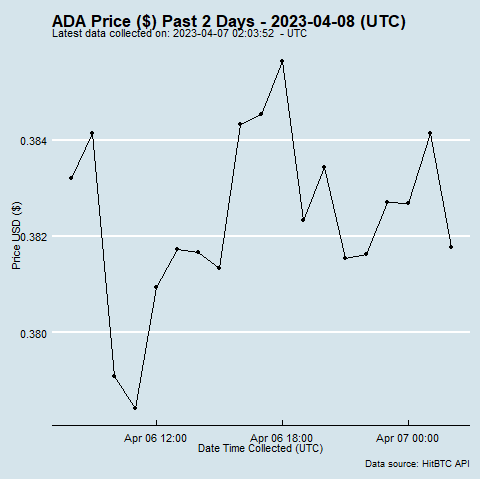 ADA Price ($) Past 2 Days - 2023-04-08 (UTC)
Latest data collected on: 2023-04-07 02:03:52  - UTC
Price USD ($)
0.384
0.382
0.380
Apr 06 12:00
Apr 06 18:00
Apr 07 00:00
Date Time Collected (UTC)
Data source: HitBTC API